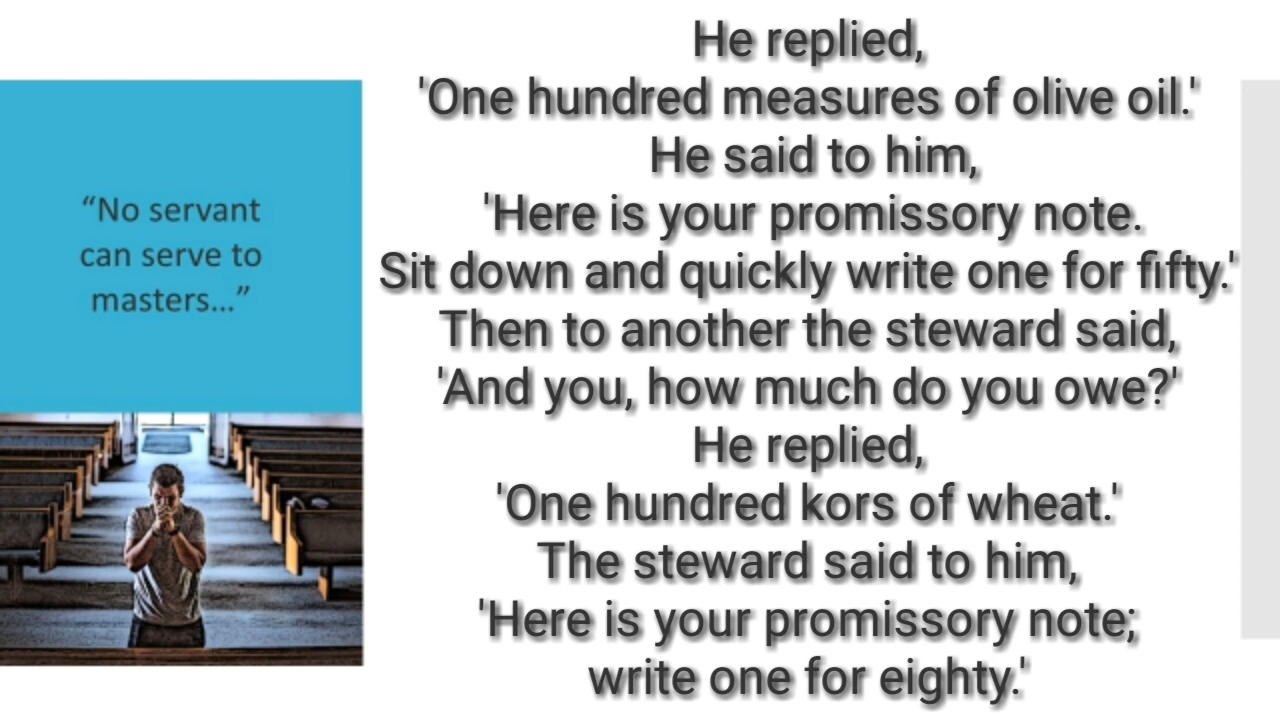 “No servant
can serve to
masters...”
He replied,
'One hundred measures of olive oil.'
He said to him,
'Here is your promissory note.
Sit down and quickly write one for fifty.'
Then to another the steward said,
'And you, how much do you owe?'
He replied,
'One hundred kors of wheat.'
The steward said to him,
'Here is your promissory note;
write one for eighty.'